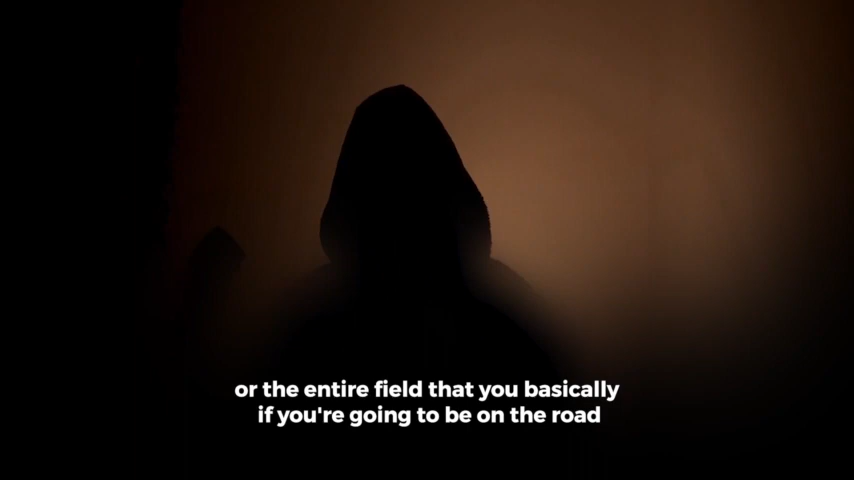 or the entire field that you basically
if you're going to be on the road